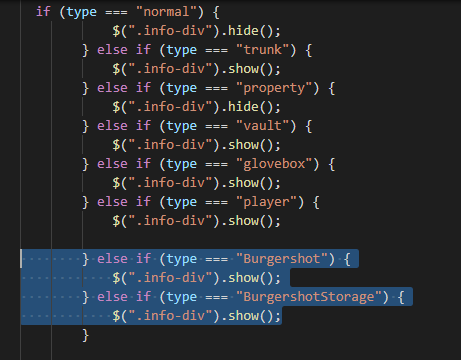 if (type === "normal") {
$(".info-div").hide();
} else if (type === "trunk") {
$(".info-div").show();
} else if (type === "property") {
$(".info-div").hide();
} else if (type === "vault") {
$(".info-div").show();
} else if (type === "glovebox") {
$(".info-div").show();
} else if (type === "player") {
$(".info-div").show();
} else if (type === "Burgershot") {
$(".info-div").show();
} else if (type === "BurgershotStorage") {
$(".info-div").show();
}